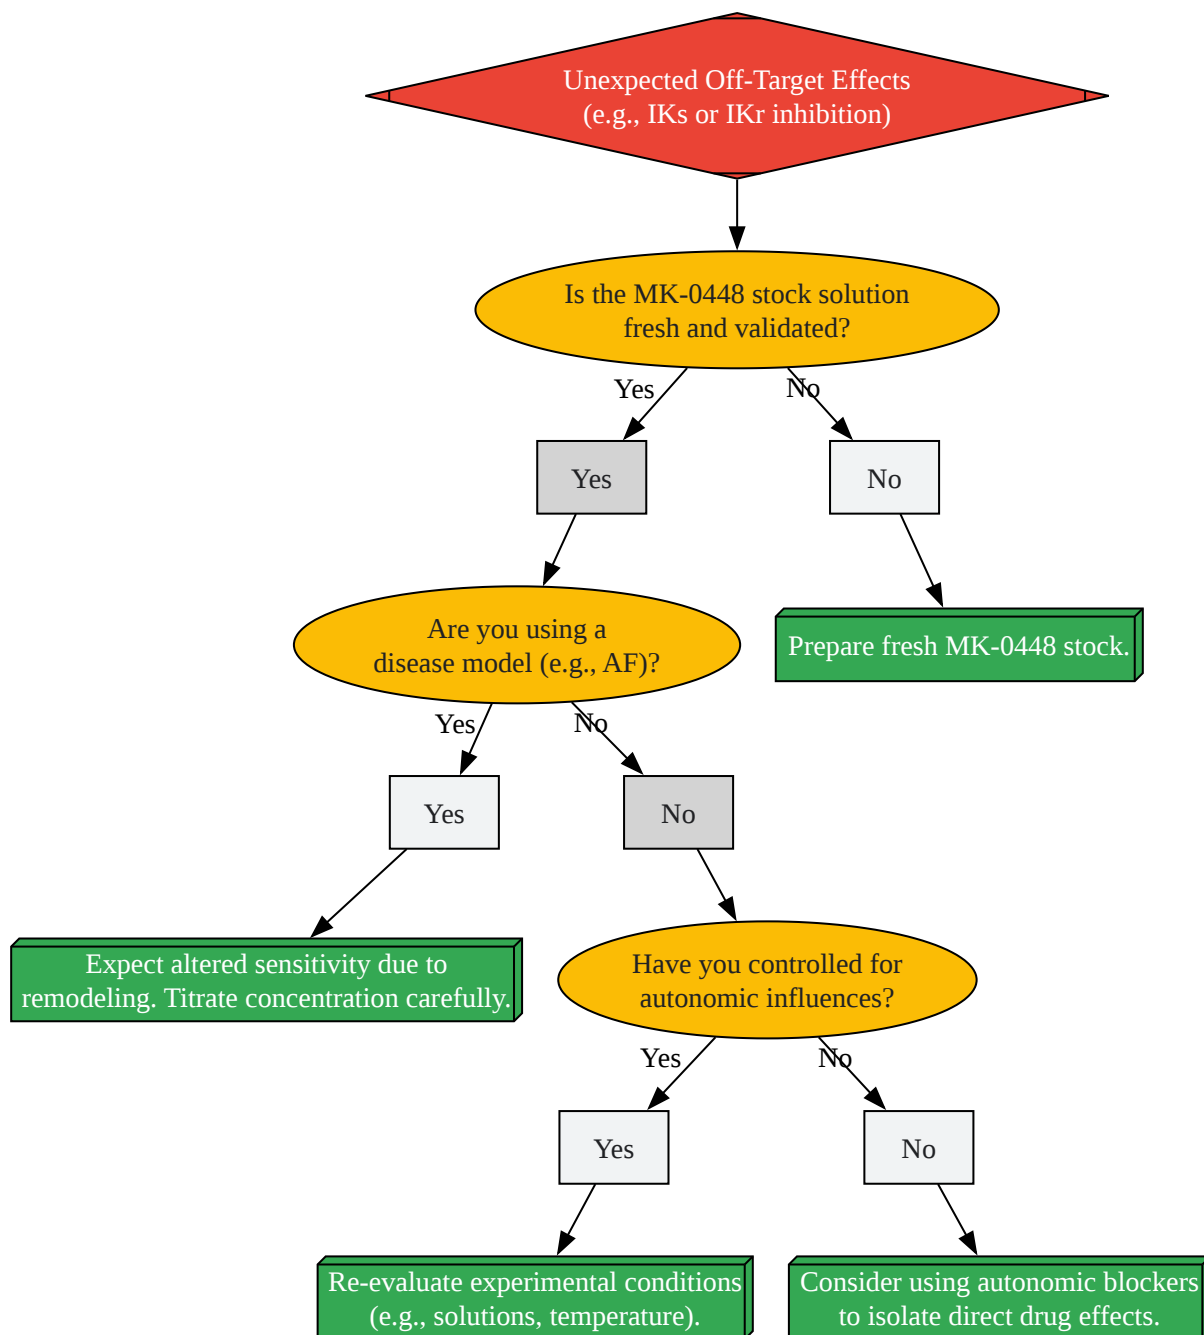 Unexpected Off-Target Effects
(e.g., IKs or IKr inhibition)
Is the MK-0448 stock solution
fresh and validated?
Yes
No
Yes
No
Are you using a
disease model (e.g., AF)?
Prepare fresh MK-0448 stock.
Yes
No
Yes
No
Expect altered sensitivity due to
remodeling. Titrate concentration carefully.
Have you controlled for
autonomic influences?
Yes
No
Yes
No
Re-evaluate experimental conditions
(e.g., solutions, temperature).
Consider using autonomic blockers
to isolate direct drug effects.